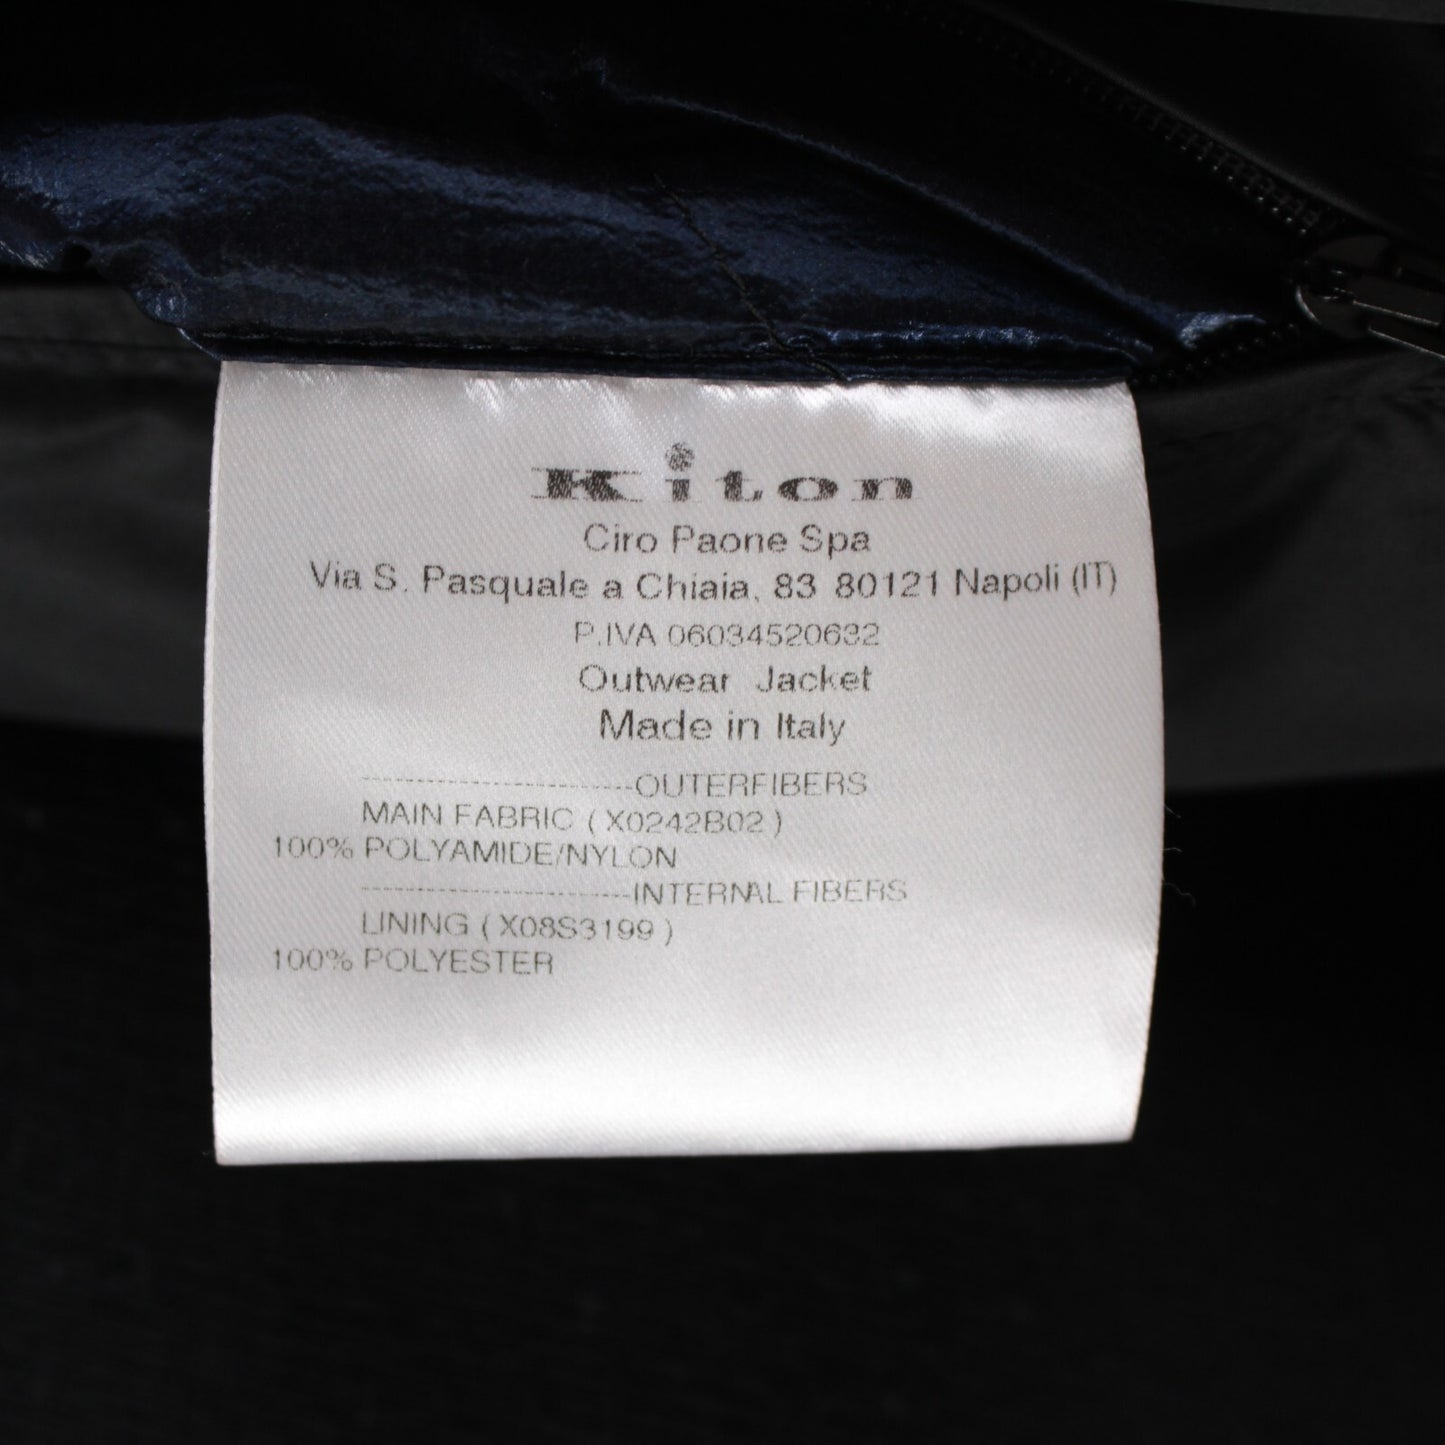 Kiton
Ciro Paone Spa
Via S. Pasquale a Chiaia, 83 80121 Napoli (IT)
P.IVA 06034520632
Outwear Jacket
Made in Italy
-------------------------OUTERFIBERS
MAIN FABRIC ( X0242B02 )
100% POLYAMIDE/NYLON
-------------------------INTERNAL FIBERS
LINING ( X08S3199 )
100% POLYESTER